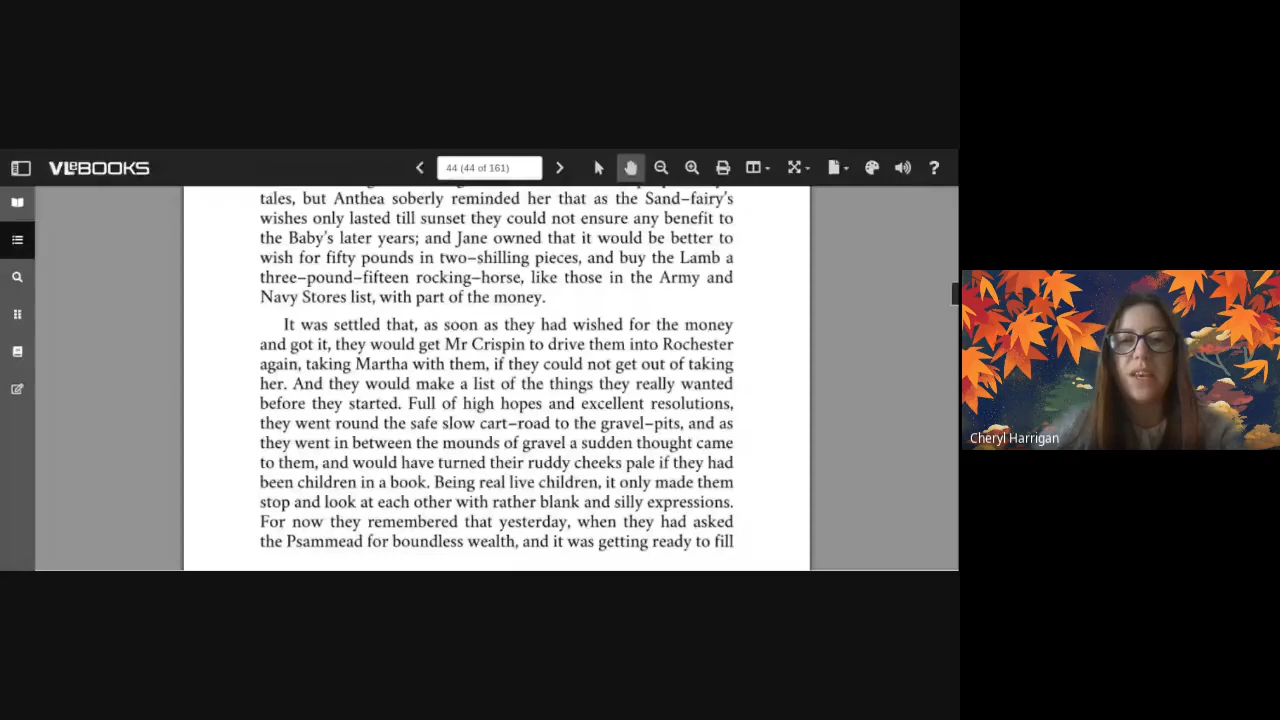 VLeBOOKS
44 (44 of 161)
tales, but Anthea soberly reminded her that as the Sand–fairy's
wishes only lasted till sunset they could not ensure any benefit to
the Baby's later years; and Jane owned that it would be better to
wish for fifty pounds in two–shilling pieces, and buy the Lamb a
three–pound–fifteen rocking–horse, like those in the Army and
Navy Stores list, with part of the money.
It was settled that, as soon as they had wished for the money
and got it, they would get Mr Crispin to drive them into Rochester
again, taking Martha with them, if they could not get out of taking
her. And they would make a list of the things they really wanted
before they started. Full of high hopes and excellent resolutions,
they went round the safe slow cart–road to the gravel–pits, and as
they went in between the mounds of gravel a sudden thought came
to them, and would have turned their ruddy cheeks pale if they had
been children in a book. Being real live children, it only made them
stop and look at each other with rather blank and silly expressions.
For now they remembered that yesterday, when they had asked
the Psammead for boundless wealth, and it was getting ready to fill
Cheryl Harrigan